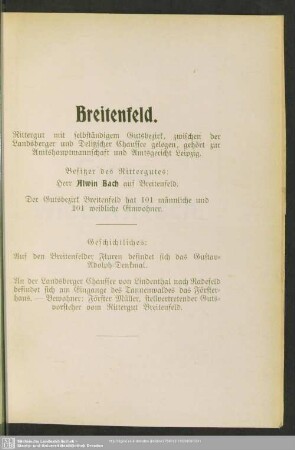 Breitenfeld.
Rittergut mit selbständigem Gutsbezirk, zwischen der
Landsberger und Delitzscher Chaussee gelegen, gehört zur
Amtshauptmannschaft und Amtsgericht Leipzig.
Besitzer des Rittergutes:
Herr Alwin Bach auf Breitenfeld.
Der Gutsbezirk Breitenfeld hat 101 männliche und
101 weibliche Einwohner.
Geschichtliches:
Auf den Breitenfelder Fluren befindet sich das Gustav-
Adolph-Denkmal.
An der Landsberger Chaussee von Lindenthal nach Radefeld
befindet sich am Eingange des Tannenwaldes das Förster-
haus. — Bewohner: Förster Müller, stellvertretender Guts-
vorsteher vom Rittergut Breitenfeld.